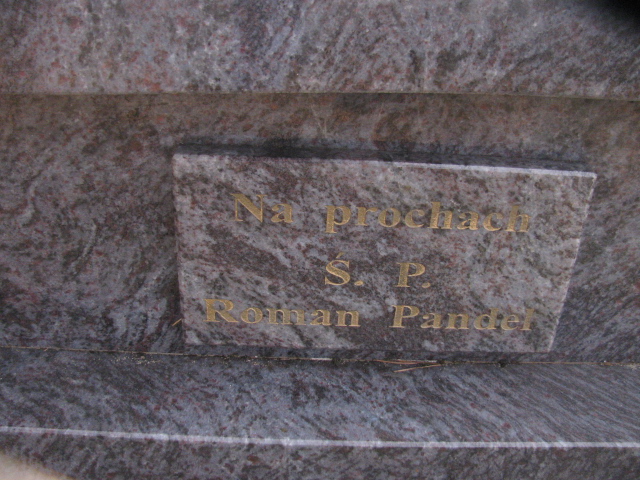 Na prochach
Ś. P.
Roman Pandel